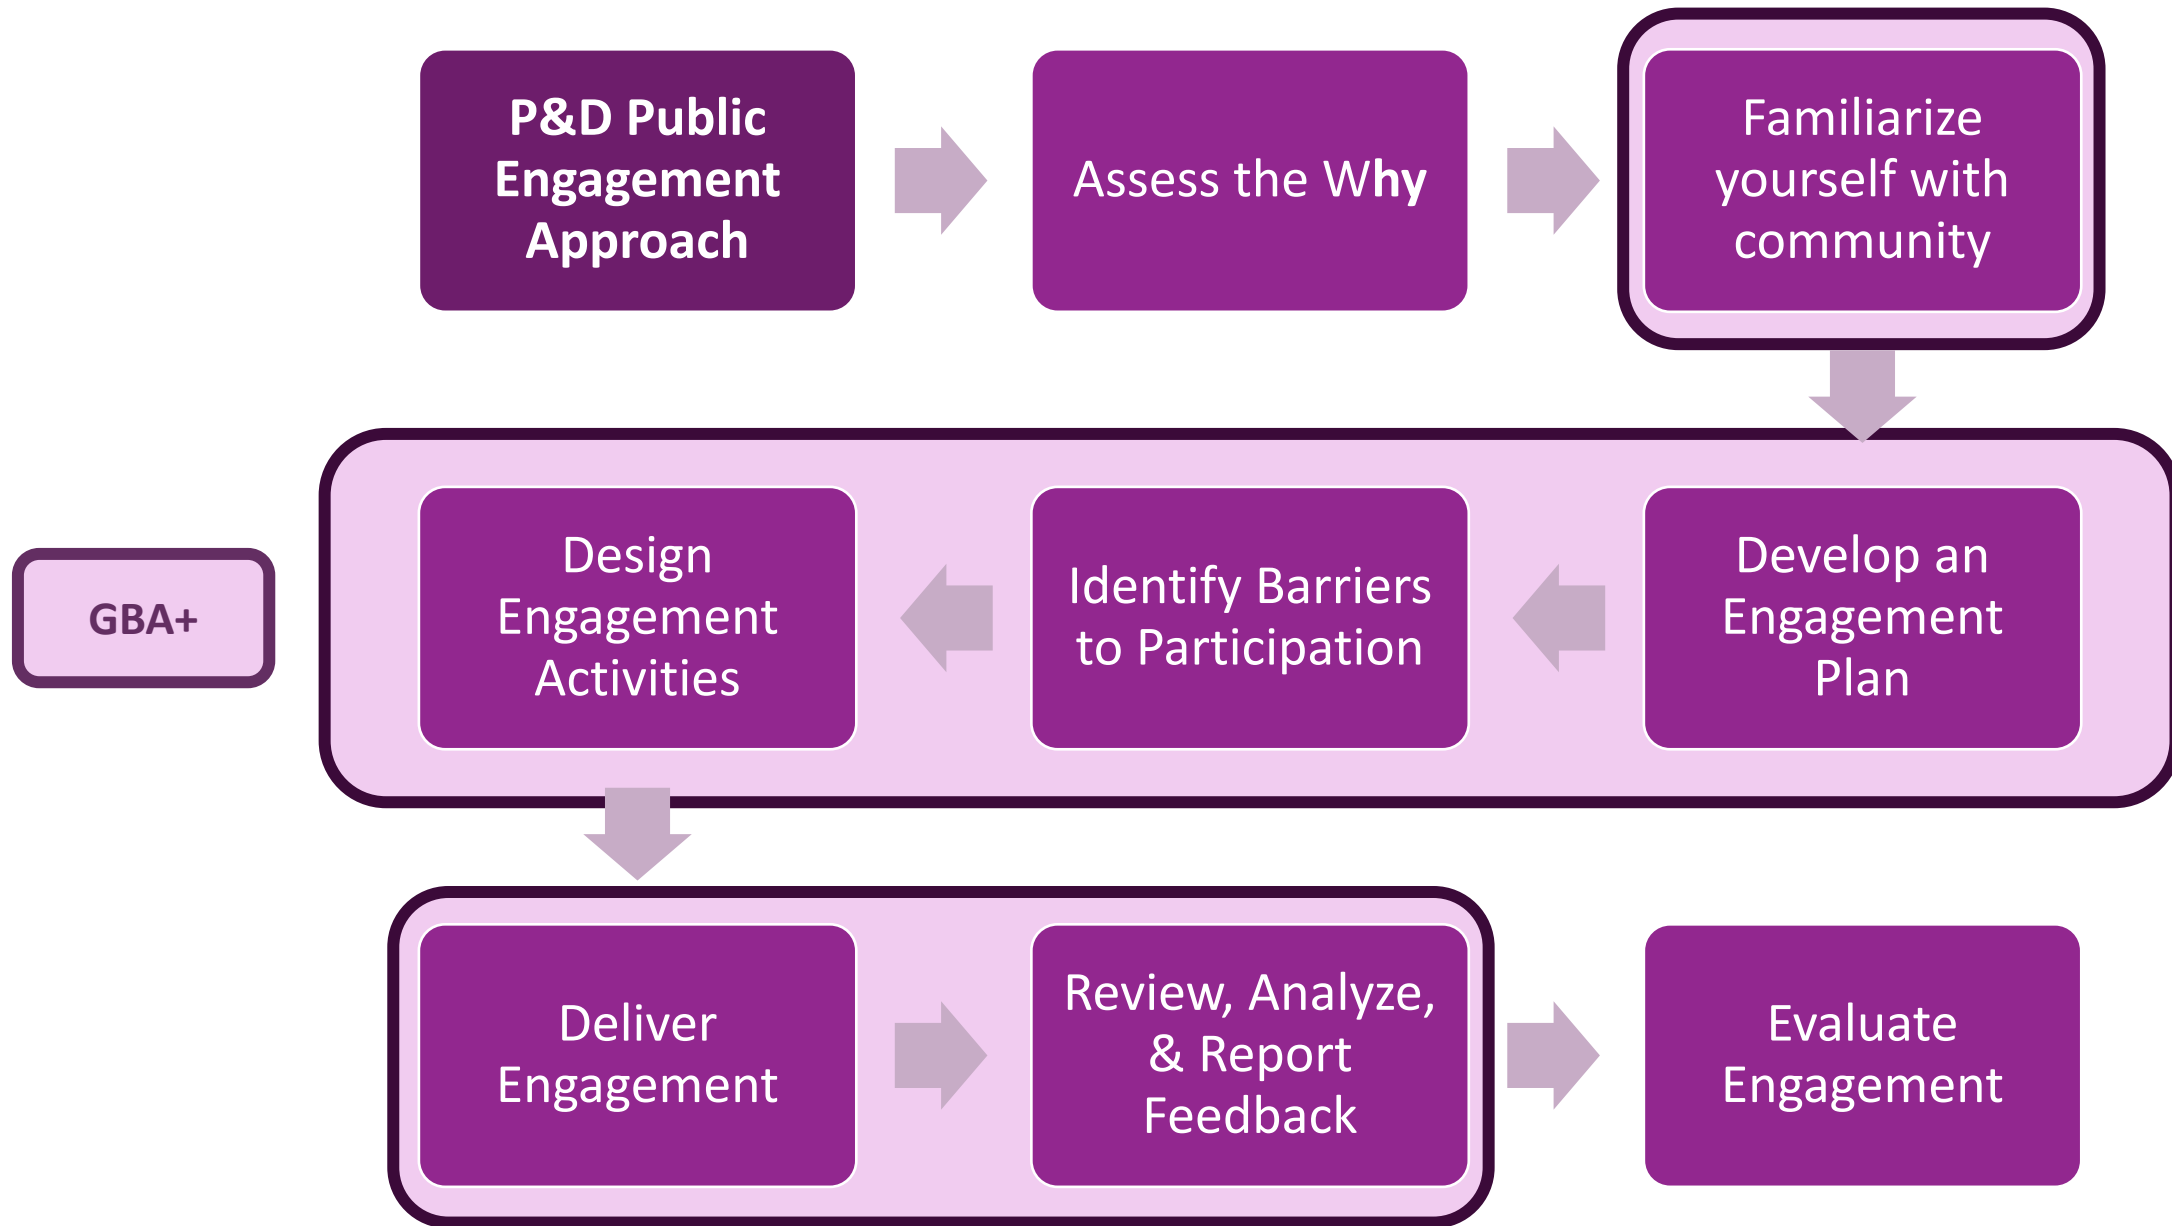 P&D Public
Engagement
Approach
Assess the Why
Familiarize
yourself with
community
GBA+
Design
Engagement
Activities
Identify Barriers
to Participation
Develop an
Engagement
Plan
Deliver
Engagement
Review, Analyze,
& Report
Feedback
Evaluate
Engagement